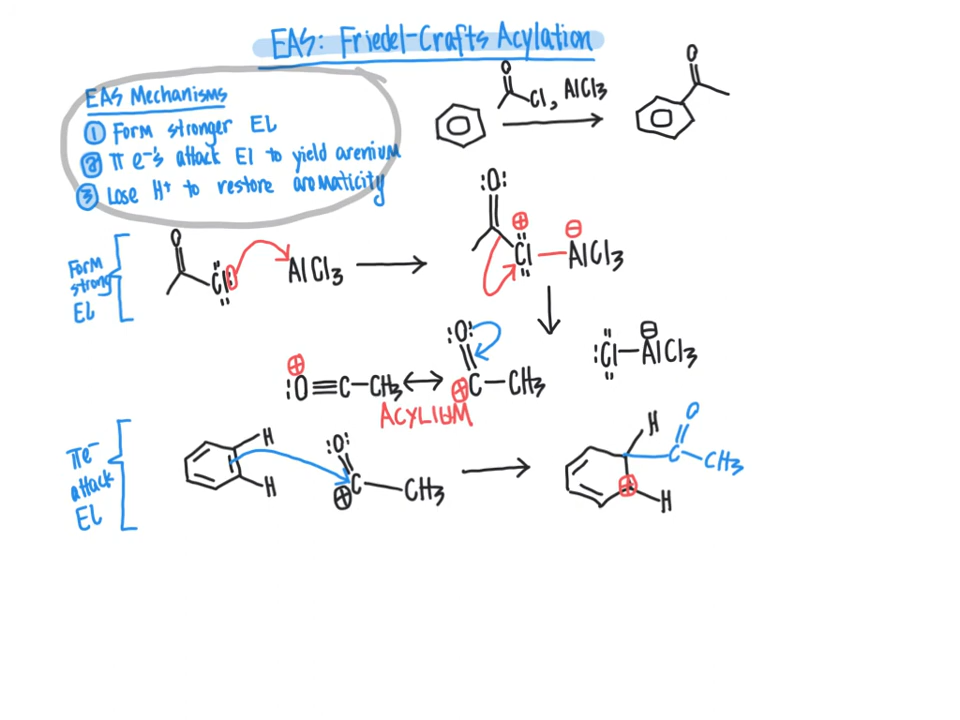 EAS: Friedel-Crafts Acylation
EAS Mechanisms
① Form stronger El
② π e⁻'s attack El to yield arenium
③ Lose H⁺ to restore aromaticity
O
Cl, AlCl3
O
Form
strong
El
O
:Cl:
AlCl3
:O:
⊕
Cl
⊖
AlCl3
:Cl—AlCl3
⊖
⊕
:O≡C—CH3
:O:
⊕C—CH3
ACYLIUM
πe⁻
attack
El
H
H
:O:
C
⊕
CH3
H
O
C
CH3
⊕
H